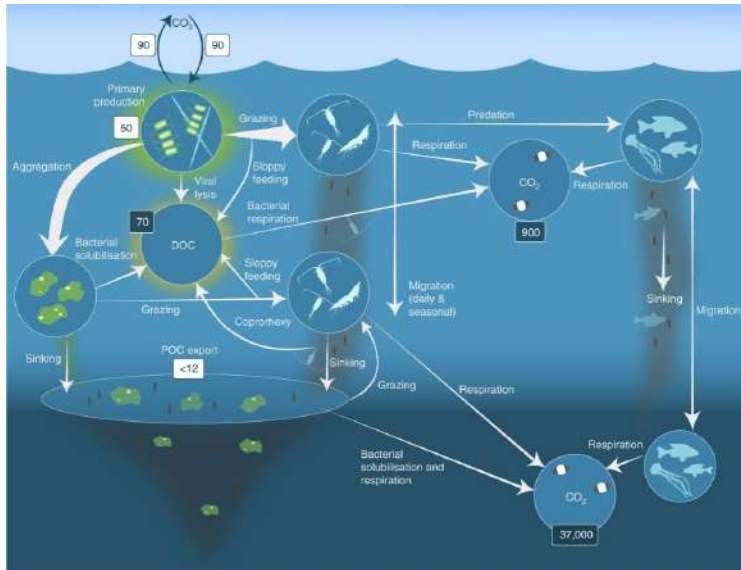 CO2
90
90
Primary
production
50
Grazing
Predation
Respiration
Aggregation
Sloppy
feeding
Viral
lysis
Bacterial
respiration
CO2
Respiration
900
70
DOC
Bacterial
solubilisation
Sloppy
feeding
Migration
(daily &
seasonal)
Sinking
Migration
Grazing
Coprorhexy
Sinking
POC export
<12
Sinking
Grazing
Respiration
Bacterial
solubilisation and
respiration
Respiration
CO2
37,000